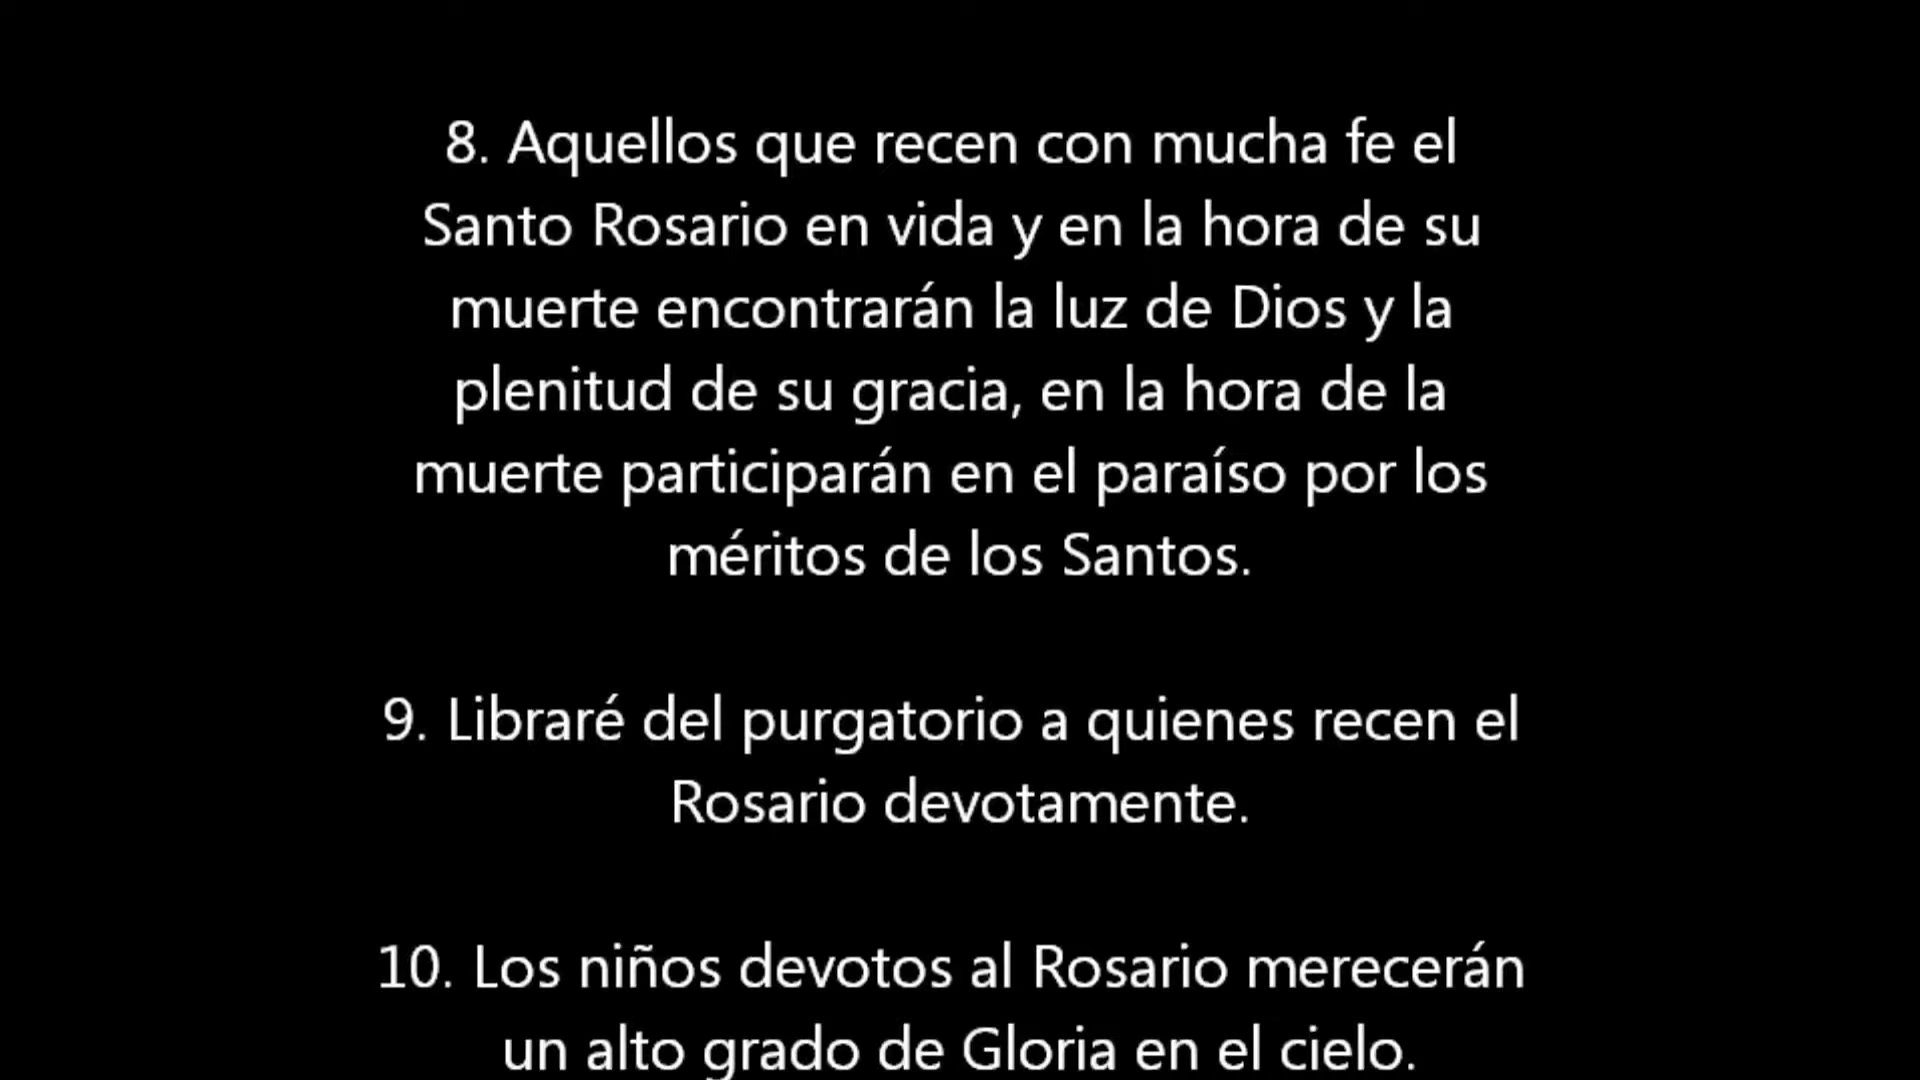 8. Aquellos que recen con mucha fe el
Santo Rosario en vida y en la hora de su
muerte encontrarán la luz de Dios y la
plenitud de su gracia, en la hora de la
muerte participarán en el paraíso por los
méritos de los Santos.
9. Libraré del purgatorio a quienes recen el
Rosario devotamente.
10. Los niños devotos al Rosario merecerán
un alto grado de Gloria en el cielo.